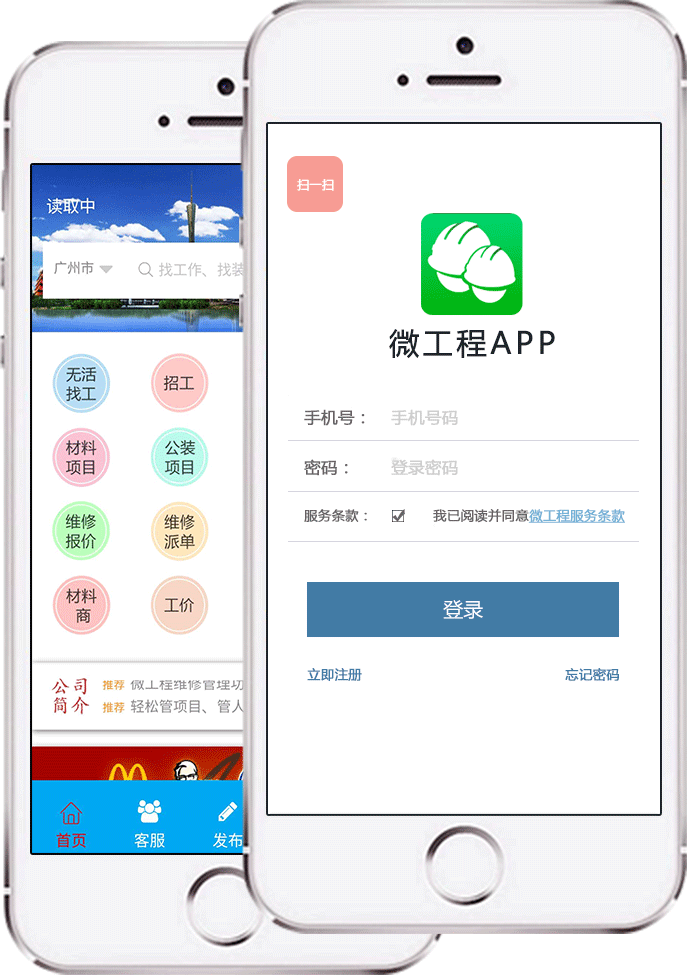 读取中
广州市
找工作、找装
无活
找工
招工
材料
项目
公装
项目
维修
报价
维修
派单
材料
商
工价
公司
简介
推荐 微工程维修管理功
推荐 轻松管项目、管人
首页
客服
发布
扫一扫
微工程APP
手机号： 手机号码
密码： 登录密码
服务条款： 我已阅读并同意微工程服务条款
登录
立即注册
忘记密码